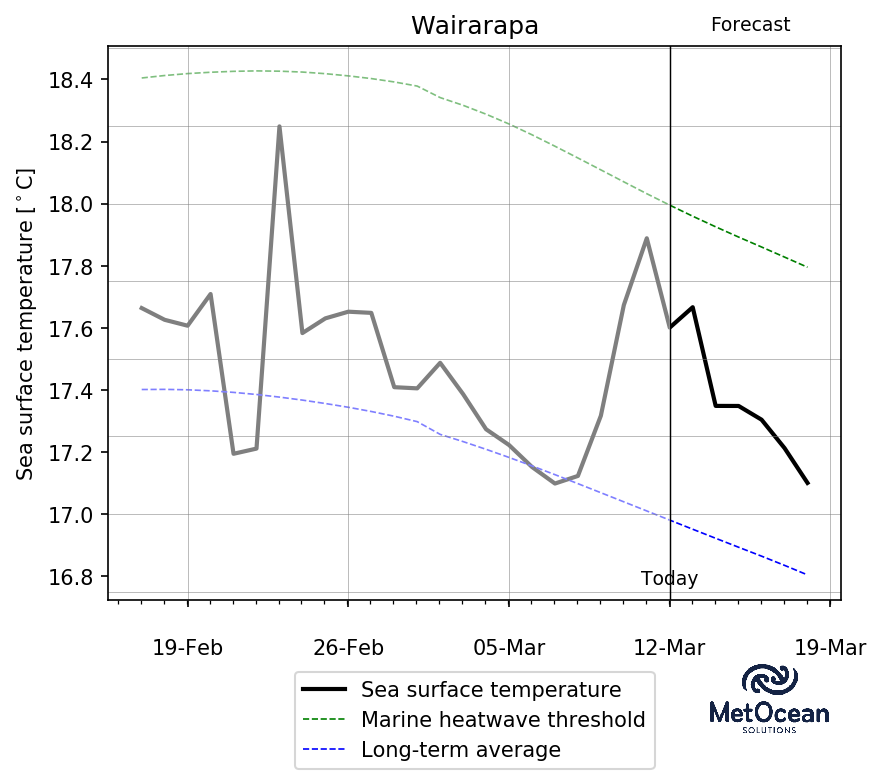 Wairarapa
Forecast
Sea surface temperature [°C]
18.4
18.2
18.0
17.8
17.6
17.4
17.2
17.0
16.8
Today
19-Feb
26-Feb
05-Mar
12-Mar
19-Mar
Sea surface temperature
Marine heatwave threshold
Long-term average
MetOcean
SOLUTIONS